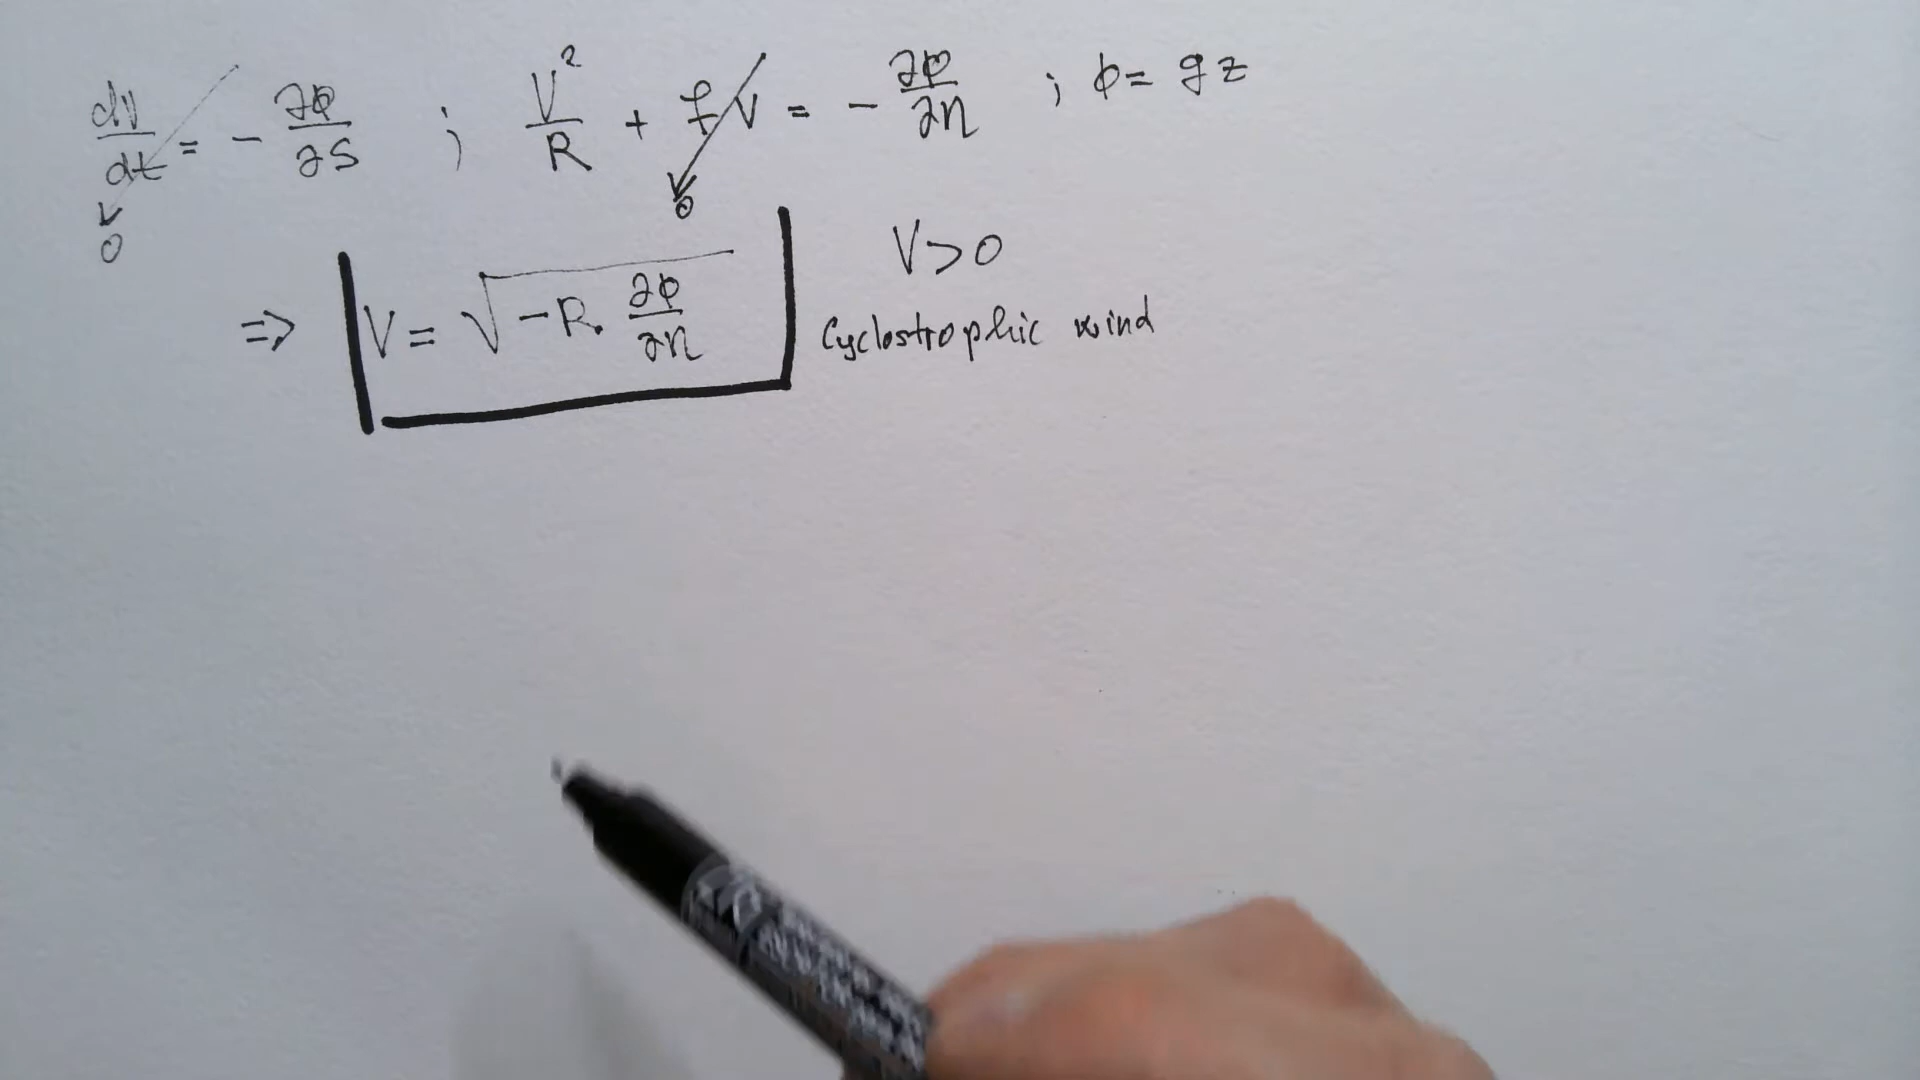 dV/dt = - ∂Φ/∂S ; V²/R + fV = - ∂Φ/∂n ; Φ = gz
0 0
=> V = √(-R. ∂Φ/∂n) V>0
Cyclostrophic wind